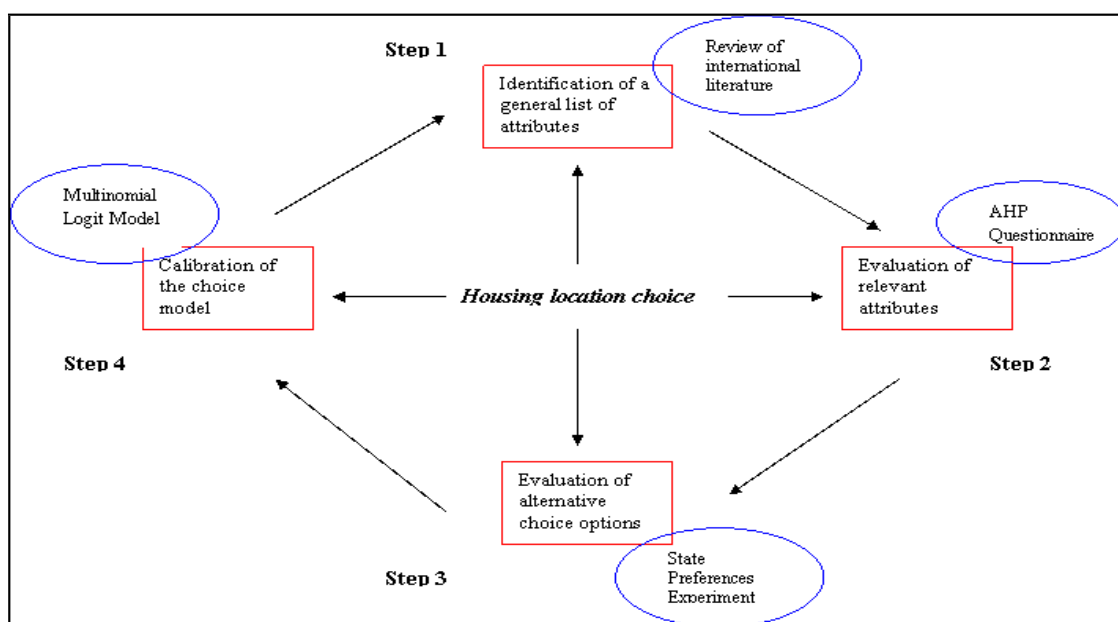 Step 1
Identification of a
general list of
attributes
Review of
international
literature
Multinomial
Logit Model
Calibration of
the choice
model
Step 4
Housing location choice
AHP
Questionnaire
Evaluation of
relevant
attributes
Step 2
Evaluation of
alternative
choice options
Step 3
State
Preferences
Experiment